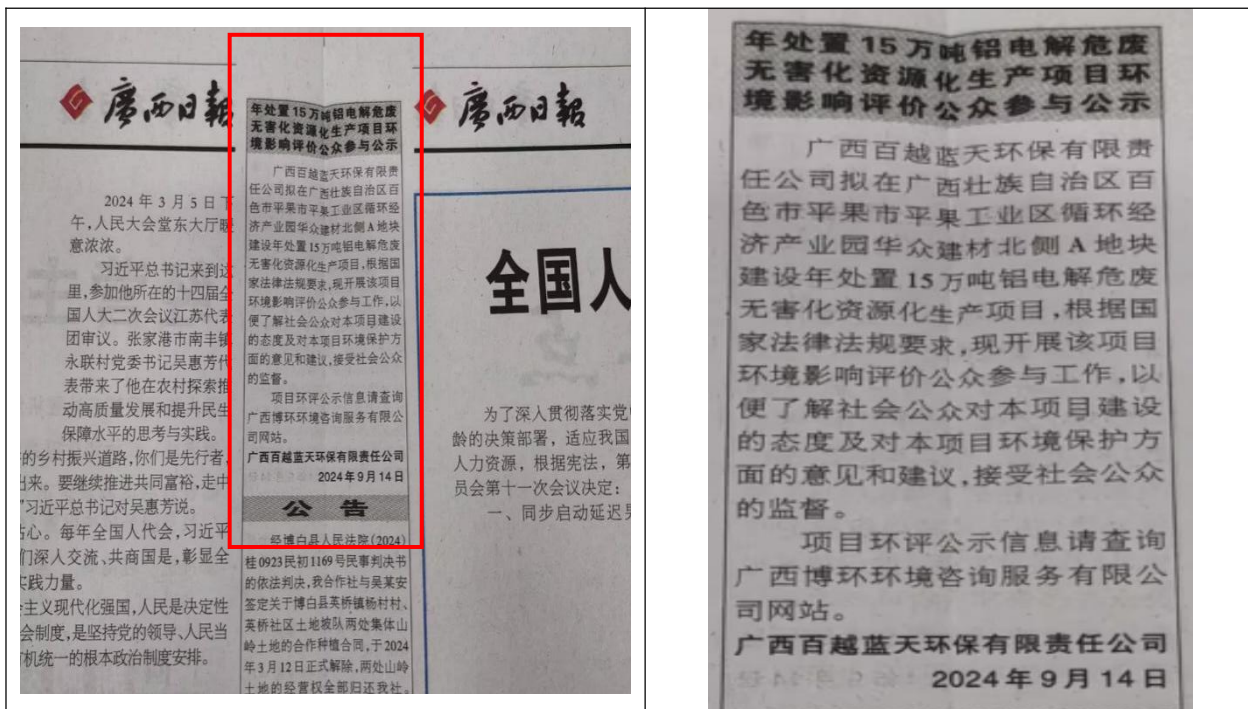 廣西日報
2024年3月5日下
午,人民大会堂东大厅暖
意浓浓。
习近平总书记来到这
里,参加他所在的十四届全
国人大二次会议江苏代表
团审议。张家港市南丰镇
永联村党委书记吴惠芳代
表带来了他在农村探索推
动高质量发展和提升民生
保障水平的思考与实践。
的乡村振兴道路,你们是先行者,
出来。要继续推进共同富裕,走中
”习近平总书记对吴惠芳说。
心。每年全国人代会,习近平
们深入交流、共商国是,彰显全
实践力量。
主义现代化强国,人民是决定性
会制度,是坚持党的领导、人民当
有机统一的根本政治制度安排。
年处置15万吨铝电解危废
无害化资源化生产项目环
境影响评价公众参与公示
广西百越蓝天环保有限责
任公司拟在广西壮族自治区百
色市平果市平果工业区循环经
济产业园华众建材北侧A地块
建设年处置15万吨铝电解危废
无害化资源化生产项目,根据国
家法律法规要求,现开展该项目
环境影响评价公众参与工作,以
便了解社会公众对本项目建设
的态度及对本项目环境保护方
面的意见和建议,接受社会公众
的监督。
项目环评公示信息请查询
广西博环环境咨询服务有限公
司网站。
广西百越蓝天环保有限责任公司
2024年9月14日
公告
经博白县人民法院(2024)
桂0923民初1169号民事判决书
的依法判决,我合作社与吴某安
签定关于博白县英桥镇杨村村、
英桥社区土地坡队两处集体山
岭土地的合作种植合同,于2024
年3月12日正式解除,两处山岭
土地的经营权全部归还我社。
廣西日報
全国人
为了深入贯彻落实党
龄的决策部署，适应我国
人力资源，根据宪法，第
员会第十一次会议决定：
一、同步启动延迟男
年处置15万吨铝电解危废
无害化资源化生产项目环
境影响评价公众参与公示
广西百越蓝天环保有限责
任公司拟在广西壮族自治区百
色市平果市平果工业区循环经
济产业园华众建材北侧A地块
建设年处置15万吨铝电解危废
无害化资源化生产项目,根据国
家法律法规要求,现开展该项目
环境影响评价公众参与工作,以
便了解社会公众对本项目建设
的态度及对本项目环境保护方
面的意见和建议,接受社会公众
的监督。
项目环评公示信息请查询
广西博环环境咨询服务有限公
司网站。
广西百越蓝天环保有限责任公司
2024年9月14日